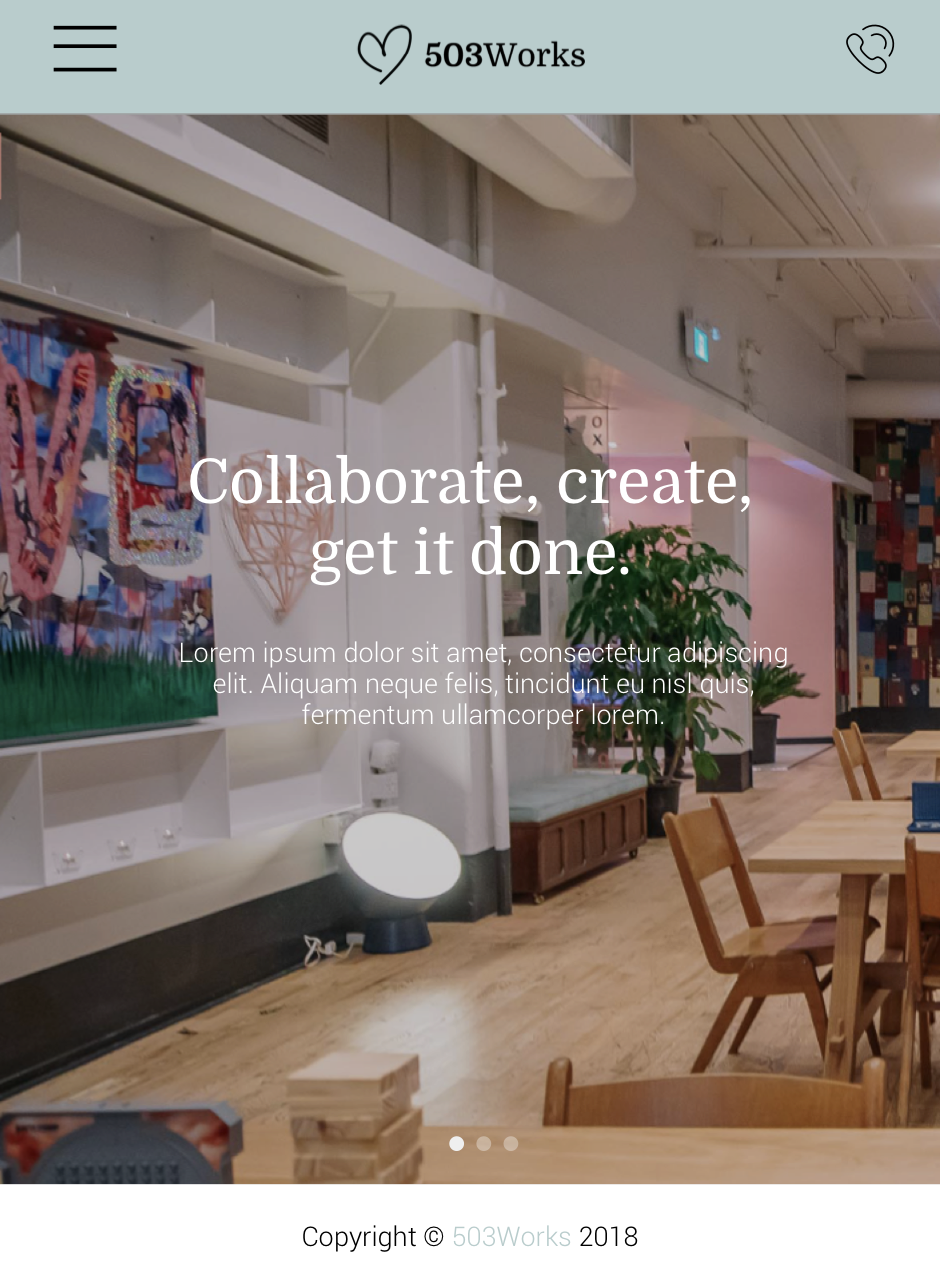 503Works
O
X
Collaborate, create,
get it done.
Lorem ipsum dolor sit amet, consectetur adipiscing
elit. Aliquam neque felis, tincidunt eu nisl quis,
fermentum ullamcorper lorem.
Copyright © 503Works 2018